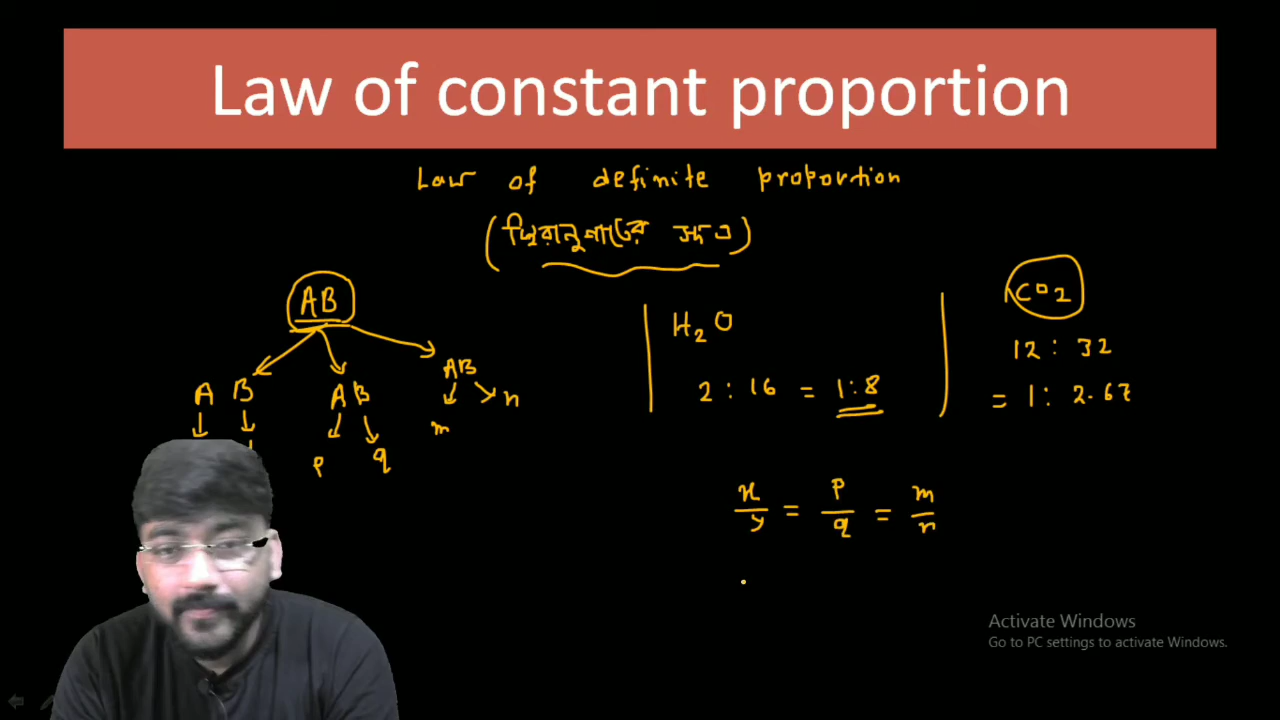 Law of constant proportion
Law of definite proportion
(স্থিরানুপাতের সূত্র)
AB
H₂O
CO₂
A B
AB
AB
12 : 32
2 : 16 = 1:8
= 1 : 2.67
n
m
p q
x/y = p/q = m/n
Activate Windows
Go to PC settings to activate Windows.